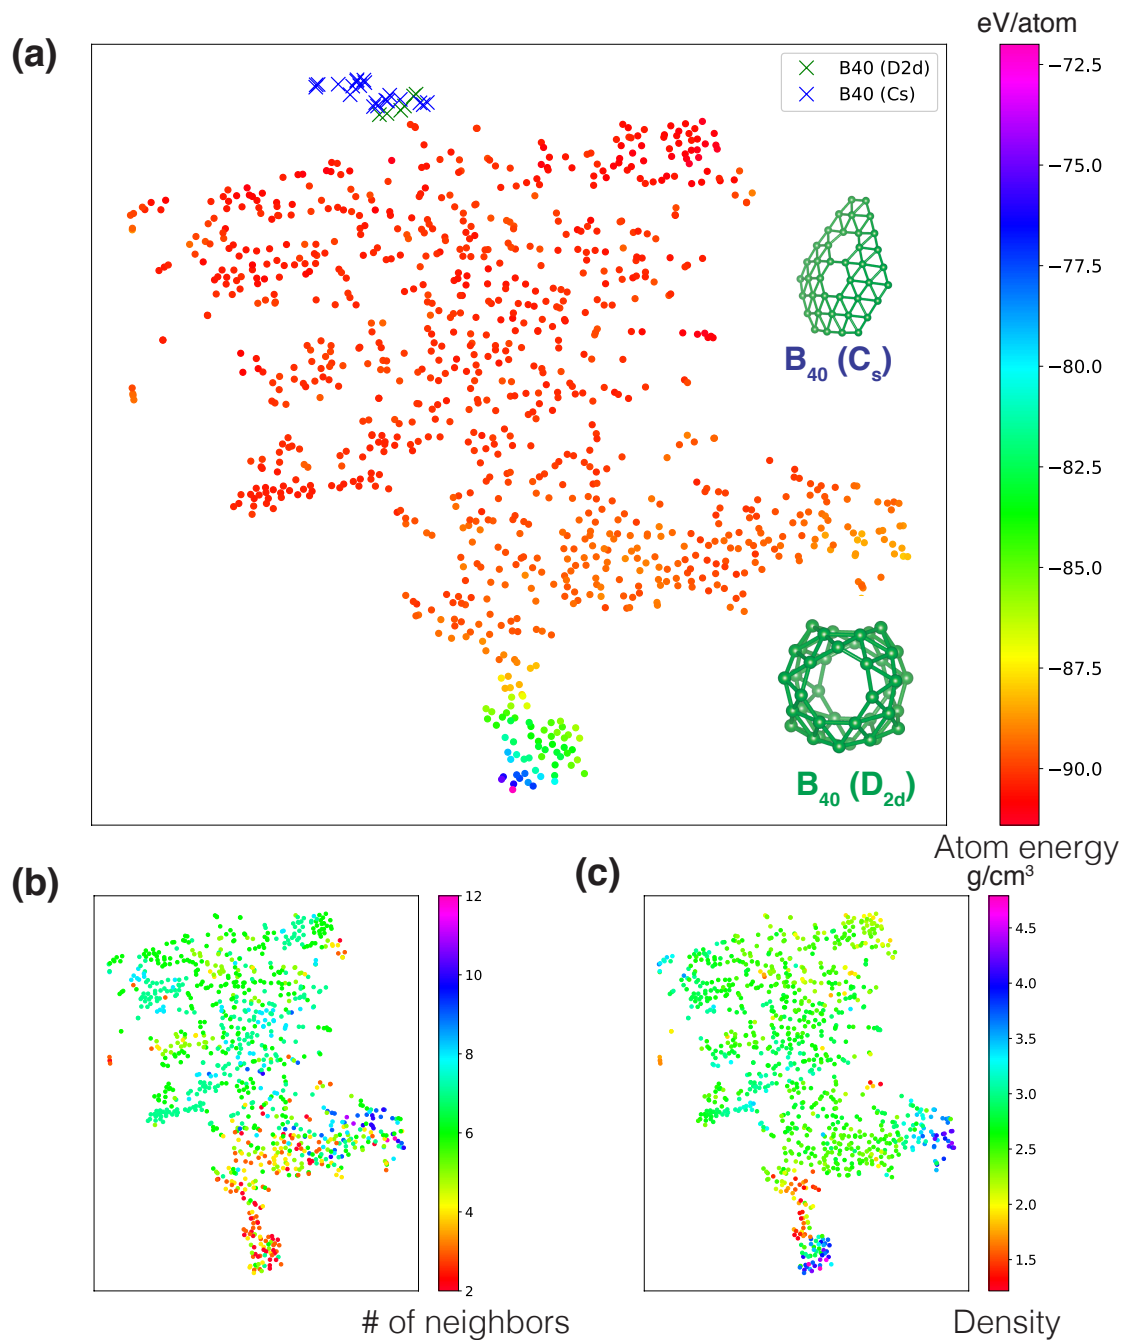 (a)
eV/atom
B40 (D2d)
B40 (Cs)
−72.5
−75.0
−77.5
−80.0
−82.5
−85.0
−87.5
−90.0
B40 (Cs)
B40 (D2d)
Atom energy
(b)
12
10
8
6
4
2
# of neighbors
(c)
g/cm³
4.5
4.0
3.5
3.0
2.5
2.0
1.5
Density